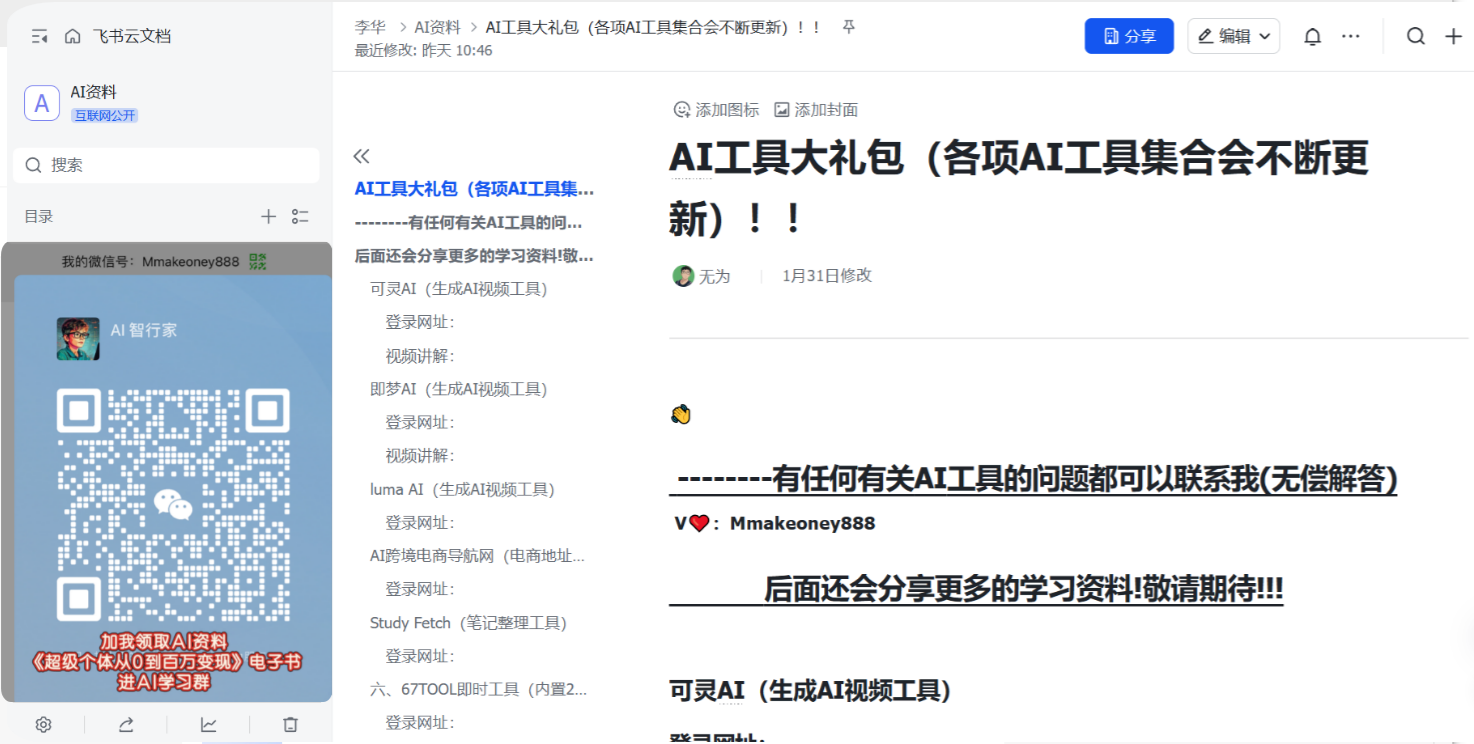 飞书云文档
A
AI资料
互联网公开
搜索
目录
我的微信号：Mmakeoney888
AI 智行家
加我领取AI资料
《超级个体从0到百万变现》电子书
进AI学习群
李华 > AI资料 > AI工具大礼包（各项AI工具集合会不断更新）！！
最近修改: 昨天 10:46
分享
编辑
AI工具大礼包（各项AI工具集...
--------有任何有关AI工具的问...
后面还会分享更多的学习资料!敬...
可灵AI（生成AI视频工具）
登录网址：
视频讲解：
即梦AI（生成AI视频工具）
登录网址：
视频讲解：
luma AI（生成AI视频工具）
登录网址：
AI跨境电商导航网（电商地址...
登录网址：
Study Fetch（笔记整理工具）
登录网址：
六、67TOOL即时工具（内置2...
登录网址：
添加图标 添加封面
AI工具大礼包（各项AI工具集合会不断更
新）！！
无为 1月31日修改
--------有任何有关AI工具的问题都可以联系我(无偿解答)
V❤：Mmakeoney888
后面还会分享更多的学习资料!敬请期待!!!
可灵AI（生成AI视频工具）
登录网址：